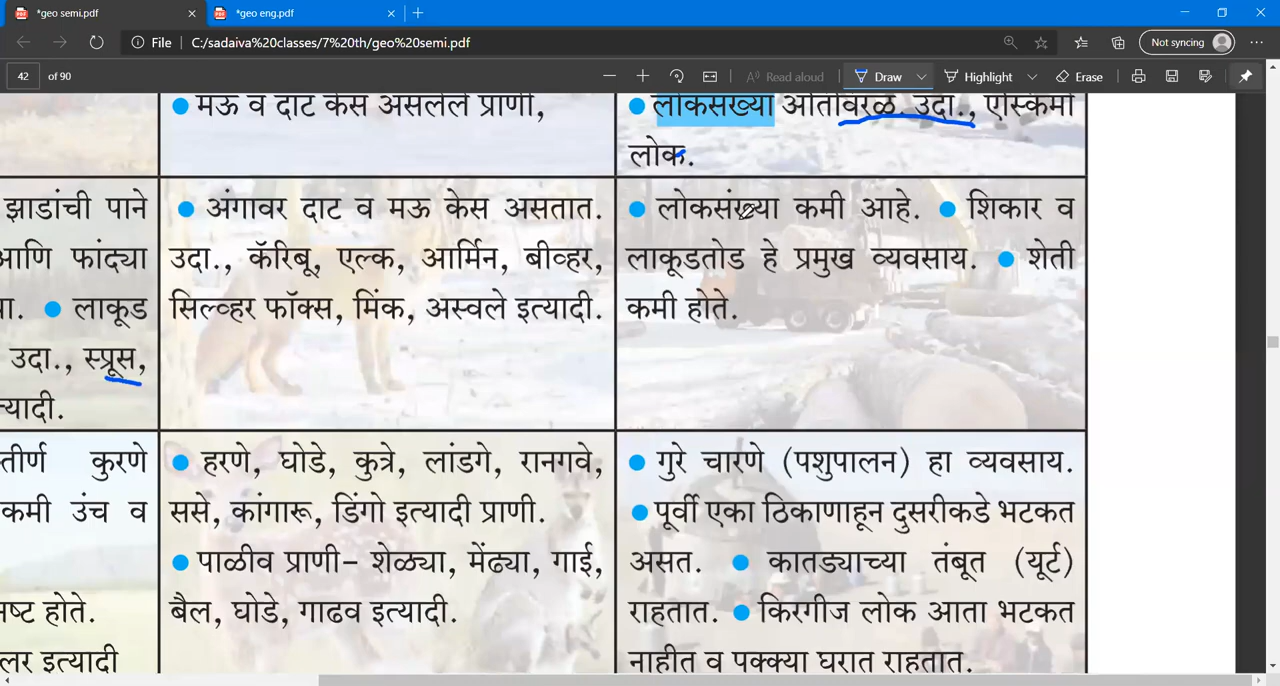 *geo semi.pdf
*geo eng.pdf
File
C:/sadaiva%20classes/7%20th/geo%20semi.pdf
Not syncing
42 of 90
Read aloud
Draw
Highlight
Erase
मऊ व दाट केस असलेले प्राणी,
लोकसंख्या अतिविरळ. उदा., एस्किमो
लोक.
झाडांची पाने
आणि फांद्या
लाकूड
उदा., स्प्रूस,
अंगावर दाट व मऊ केस असतात.
उदा., कॅरिबू, एल्क, आर्मिन, बीव्हर,
सिल्व्हर फॉक्स, मिंक, अस्वले इत्यादी.
लोकसंख्या कमी आहे. ● शिकार व
लाकूडतोड हे प्रमुख व्यवसाय. ● शेती
कमी होते.
कुरणे
कमी उंच व
होते.
इत्यादी
हरणे, घोडे, कुत्रे, लांडगे, रानगवे,
ससे, कांगारू, डिंगो इत्यादी प्राणी.
● पाळीव प्राणी– शेळ्या, मेंढ्या, गाई,
बैल, घोडे, गाढव इत्यादी.
● गुरे चारणे (पशुपालन) हा व्यवसाय.
● पूर्वी एका ठिकाणाहून दुसरीकडे भटकत
असत. ● कातड्याच्या तंबूत (यूर्ट)
राहतात. ● किरगीज लोक आता भटकत
नाहीत व पक्क्या घरात राहतात.